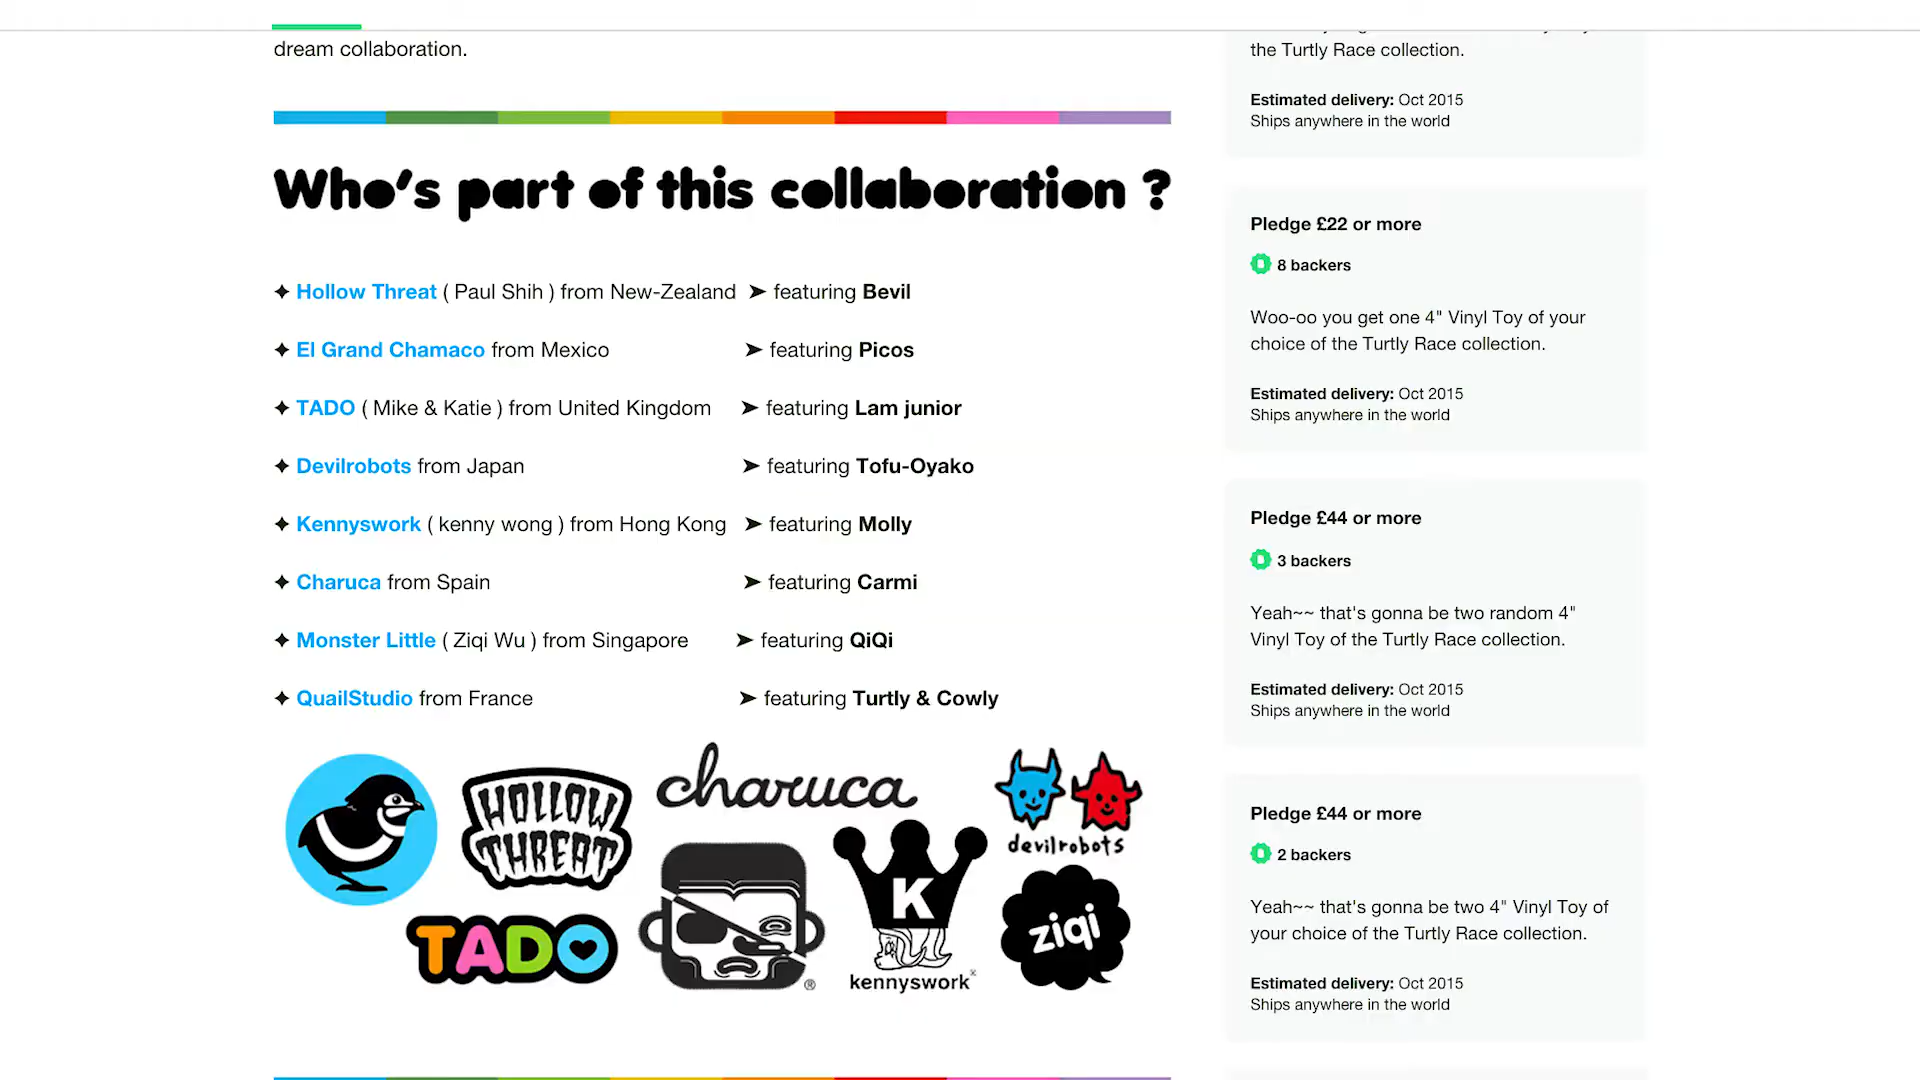 dream collaboration.
Who's part of this collaboration ?
✦ Hollow Threat ( Paul Shih ) from New-Zealand ➤ featuring Bevil
✦ El Grand Chamaco from Mexico ➤ featuring Picos
✦ TADO ( Mike & Katie ) from United Kingdom ➤ featuring Lam junior
✦ Devilrobots from Japan ➤ featuring Tofu-Oyako
✦ Kennyswork ( kenny wong ) from Hong Kong ➤ featuring Molly
✦ Charuca from Spain ➤ featuring Carmi
✦ Monster Little ( Ziqi Wu ) from Singapore ➤ featuring QiQi
✦ QuailStudio from France ➤ featuring Turtly & Cowly
HOLLOW
THREAT
charuca
devilrobots
TADO
®
K
kennyswork
ziqi
the Turtly Race collection.
Estimated delivery: Oct 2015
Ships anywhere in the world
Pledge £22 or more
8 backers
Woo-oo you get one 4" Vinyl Toy of your
choice of the Turtly Race collection.
Estimated delivery: Oct 2015
Ships anywhere in the world
Pledge £44 or more
3 backers
Yeah~~ that's gonna be two random 4"
Vinyl Toy of the Turtly Race collection.
Estimated delivery: Oct 2015
Ships anywhere in the world
Pledge £44 or more
2 backers
Yeah~~ that's gonna be two 4" Vinyl Toy of
your choice of the Turtly Race collection.
Estimated delivery: Oct 2015
Ships anywhere in the world